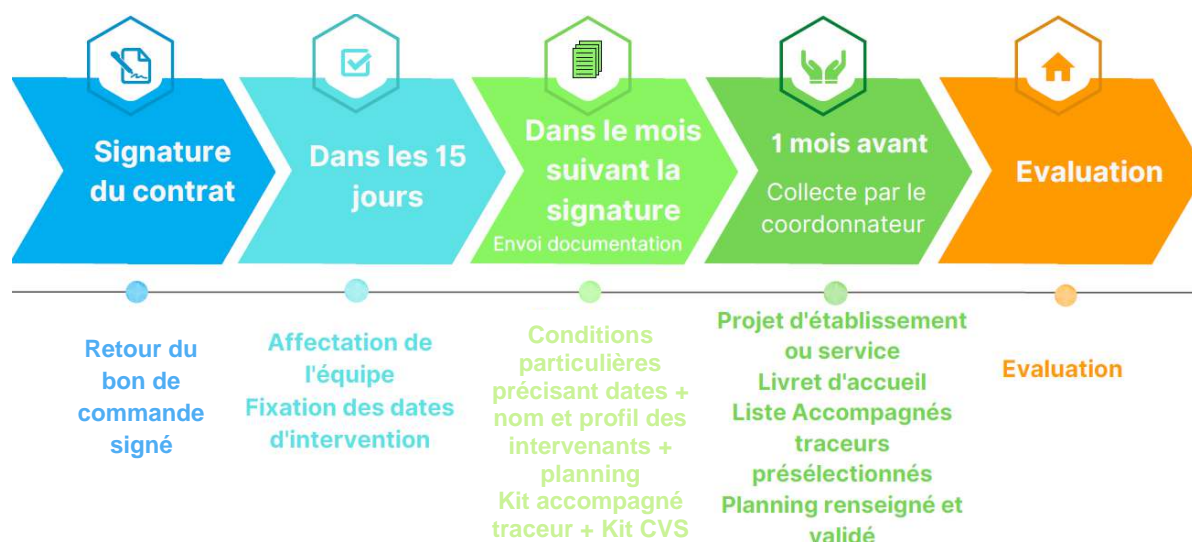 Signature
du contrat
Dans les 15
jours
Dans le mois
suivant la
signature
Envoi documentation
1 mois avant
Collecte par le
coordonnateur
Evaluation
Retour du
bon de
commande
signé
Affectation de
l'équipe
Fixation des dates
d'intervention
Conditions
particulières
précisant dates +
nom et profil des
intervenants +
planning
Kit accompagné
traceur + Kit CVS
Projet d'établissement
ou service
Livret d'accueil
Liste Accompagnés
traceurs
présélectionnés
Planning renseigné et
validé
Evaluation